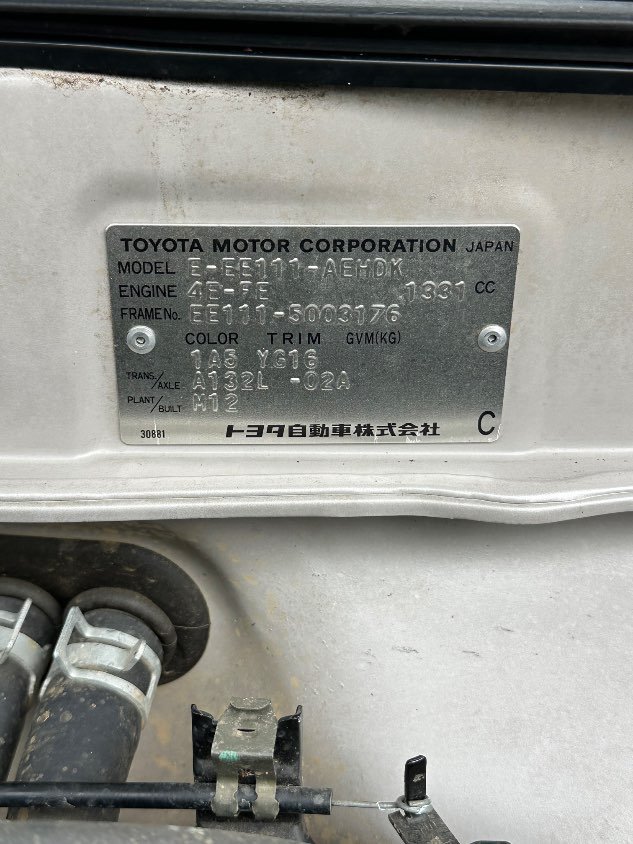 TOYOTA MOTOR CORPORATION JAPAN
MODEL E-EE111-AEHDK
ENGINE 4E-FE 1331 CC
FRAME No. EE111-5003176
COLOR TRIM GVM(KG)
1A5 YG16
TRANS/AXLE A132L -02A
PLANT/BUILT M12
30881 トヨタ自動車株式会社 C